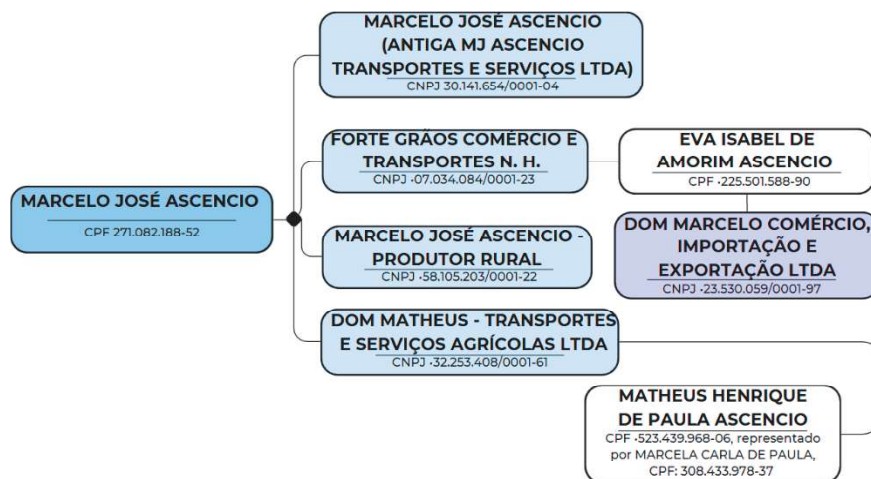 MARCELO JOSÉ ASCENCIO
(ANTIGA MJ ASCENCIO
TRANSPORTES E SERVIÇOS LTDA)
CNPJ 30.141.654/0001-04
FORTE GRÃOS COMÉRCIO E
TRANSPORTES N. H.
CNPJ •07.034.084/0001-23
EVA ISABEL DE
AMORIM ASCENCIO
CPF •225.501.588-90
MARCELO JOSÉ ASCENCIO
CPF 271.082.188-52
MARCELO JOSÉ ASCENCIO -
PRODUTOR RURAL
CNPJ •58.105.203/0001-22
DOM MARCELO COMÉRCIO,
IMPORTAÇÃO E
EXPORTAÇÃO LTDA
CNPJ •23.530.059/0001-97
DOM MATHEUS - TRANSPORTES
E SERVIÇOS AGRÍCOLAS LTDA
CNPJ •32.253.408/0001-61
MATHEUS HENRIQUE
DE PAULA ASCENCIO
CPF •523.439.968-06, representado
por MARCELA CARLA DE PAULA,
CPF: 308.433.978-37